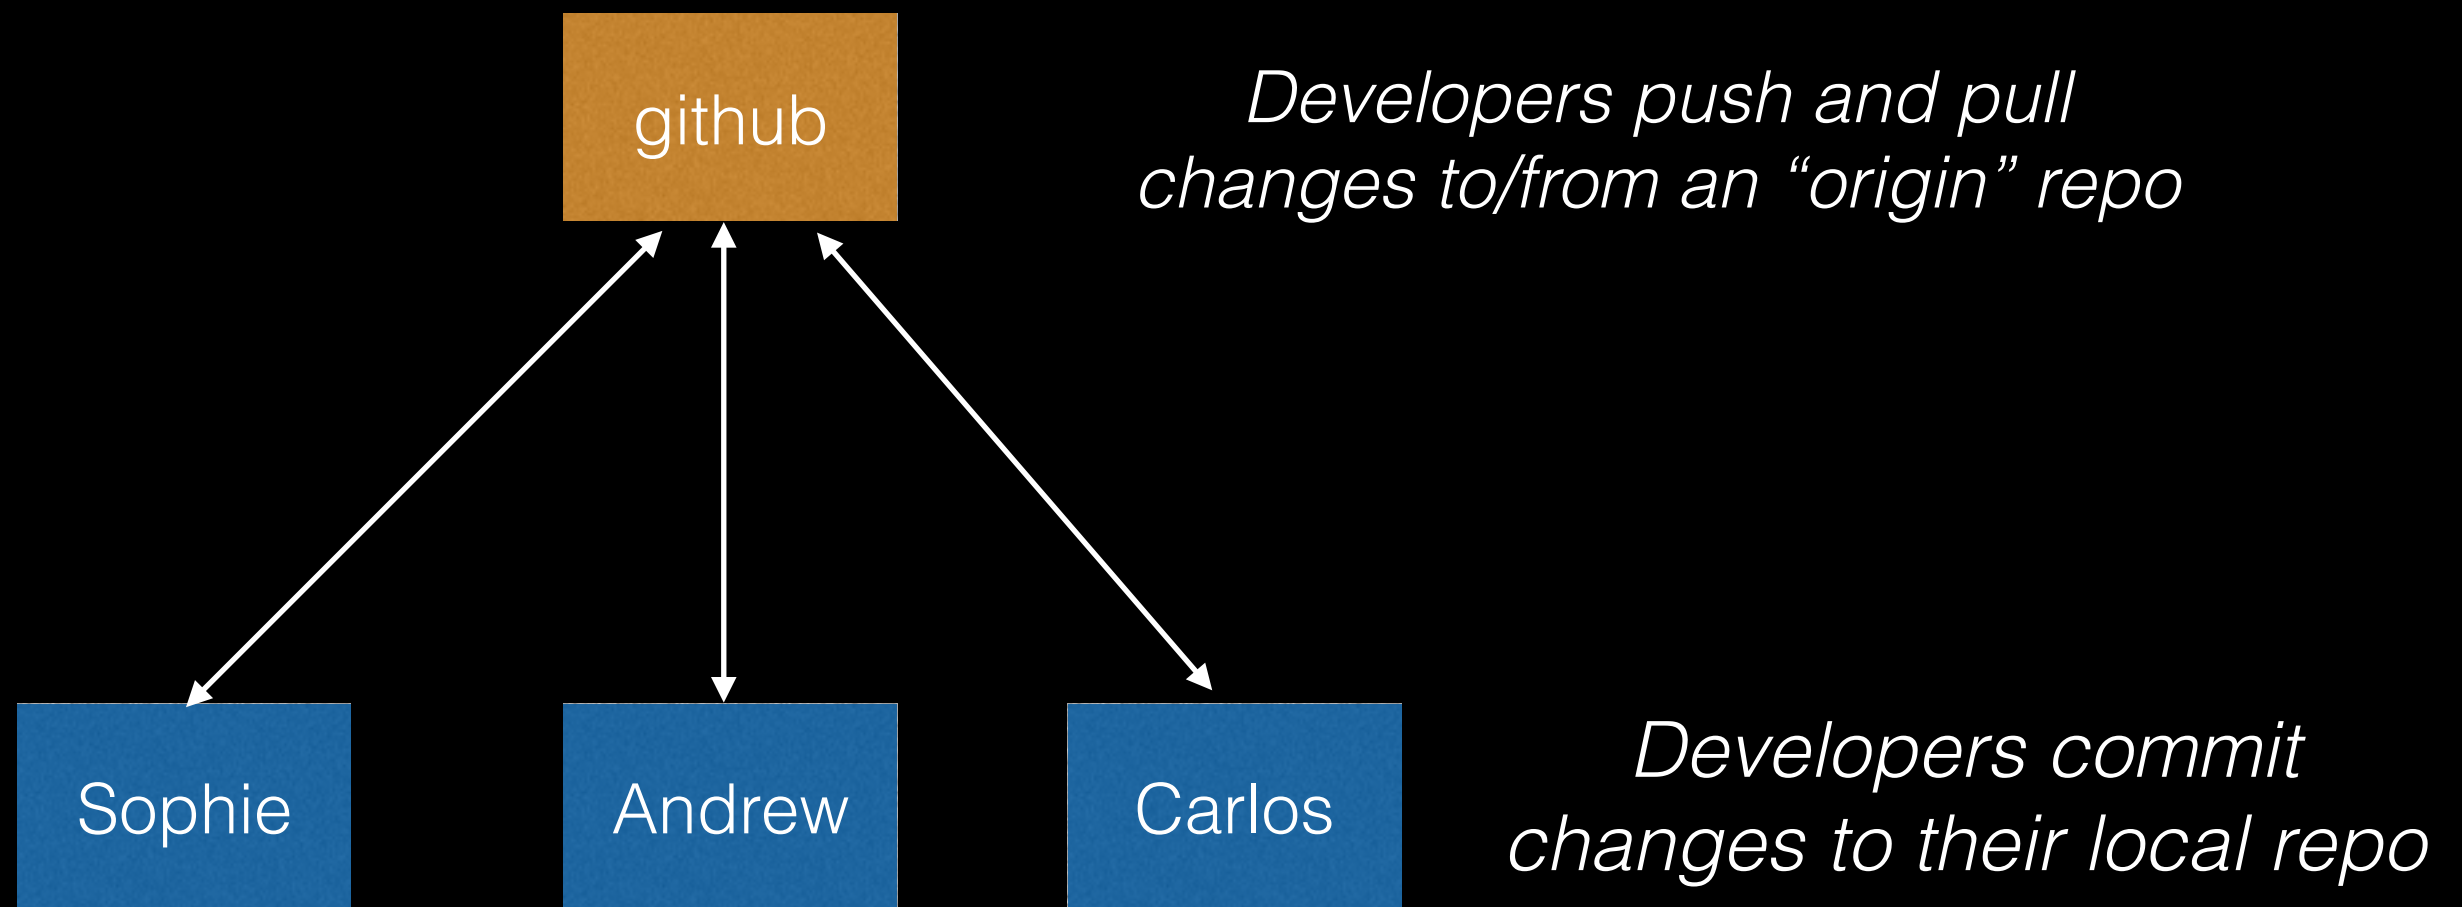 github
Developers push and pull
changes to/from an “origin” repo
Sophie
Andrew
Carlos
Developers commit
changes to their local repo